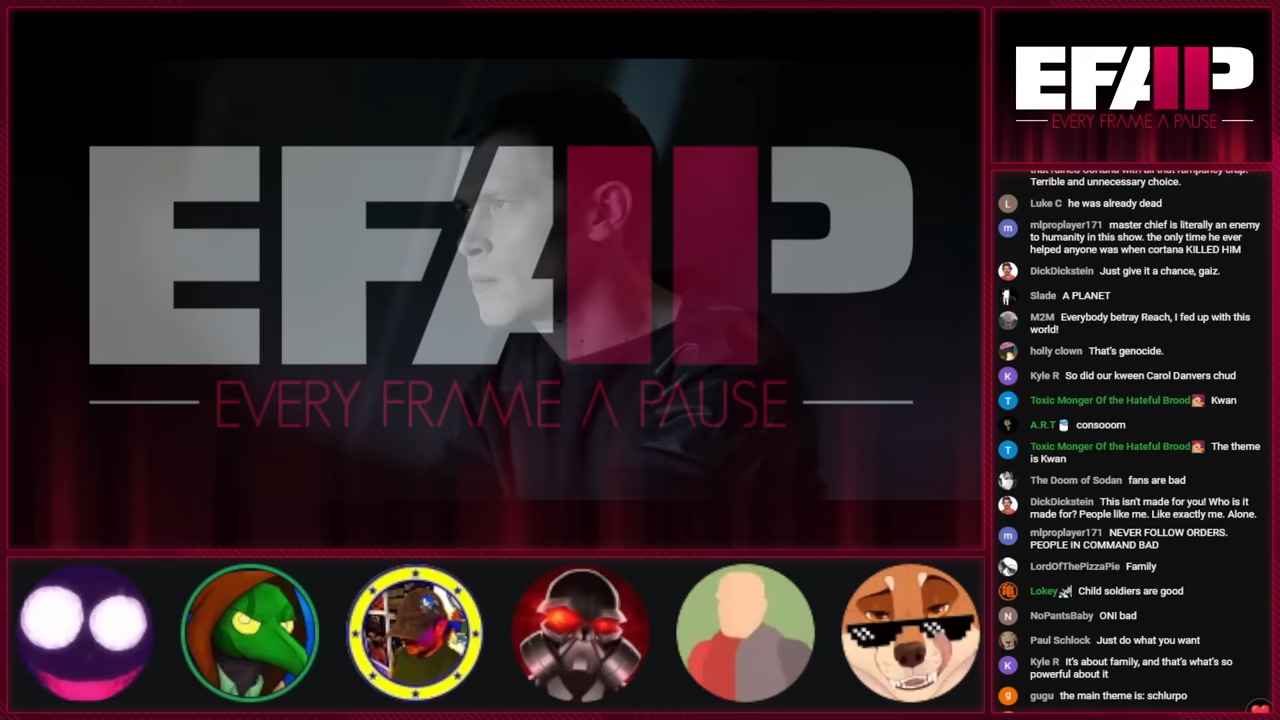 EFAP
EVERY FRAME A PAUSE
EFAP
EVERY FRAME A PAUSE
that ruined Cortana with all that rampancy crap.
Terrible and unnecessary choice.
L Luke C he was already dead
m mlproplayer171 master chief is literally an enemy
to humanity in this show. the only time he ever
helped anyone was when cortana KILLED HIM
DickDickstein Just give it a chance, gaiz.
Slade A PLANET
M2M Everybody betray Reach, I fed up with this
world!
holly clown That's genocide.
K Kyle R So did our kween Carol Danvers chud
T Toxic Monger Of the Hateful Brood Kwan
A.R.T consooom
T Toxic Monger Of the Hateful Brood The theme
is Kwan
The Doom of Sodan fans are bad
DickDickstein This isn't made for you! Who is it
made for? People like me. Like exactly me. Alone.
m mlproplayer171 NEVER FOLLOW ORDERS.
PEOPLE IN COMMAND BAD
LordOfThePizzaPie Family
Lokey Child soldiers are good
N NoPantsBaby ONI bad
Paul Schlock Just do what you want
K Kyle R It's about family, and that's what's so
powerful about it
g gugu the main theme is: schlurpo